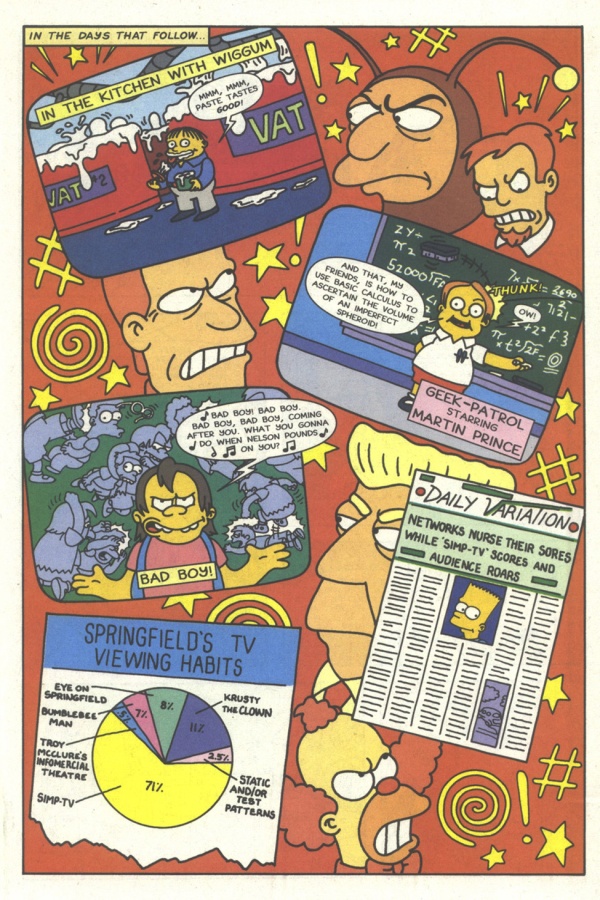 IN THE DAYS THAT FOLLOW...
IN THE KITCHEN WITH WIGGUM
MMM, MMM,
PASTE TASTES
GOOD!
VAT
VAT #2
AND THAT, MY
FRIENDS, IS HOW TO
USE BASIC CALCULUS TO
ASCERTAIN THE VOLUME
OF AN IMPERFECT
SPHEROID!
THUNK!
OW!
GEEK-PATROL
STARRING
MARTIN PRINCE
♪ BAD BOY! BAD BOY.
BAD BOY, BAD BOY, COMING
AFTER YOU. WHAT YOU GONNA
♪ DO WHEN NELSON POUNDS ♪
♪ ♫ ON YOU? ♫ ♫
BAD BOY!
DAILY VARIATION
NETWORKS NURSE THEIR SORES
WHILE 'SIMP-TV' SCORES AND
AUDIENCE ROARS
SPRINGFIELD'S TV
VIEWING HABITS
EYE ON
SPRINGFIELD
BUMBLEBEE
MAN
TROY
MCCLURE'S
INFOMERCIAL
THEATRE
SIMP-TV
5%
7%
8%
11%
2.5%
71%
KRUSTY
THE CLOWN
STATIC
AND/OR
TEST
PATTERNS